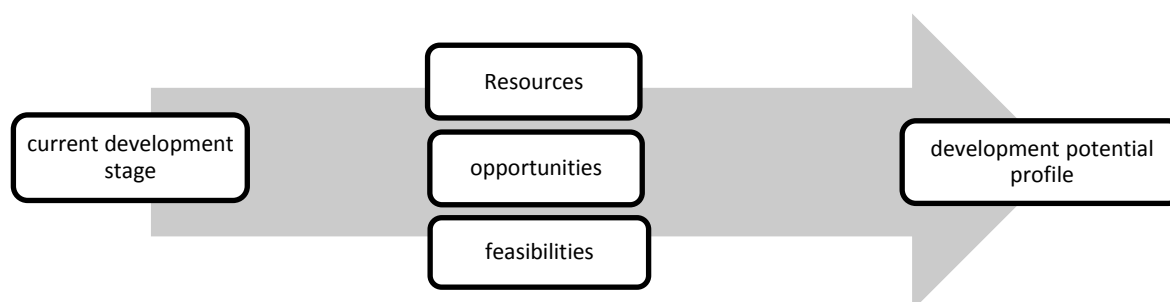 current development
stage
Resources
opportunities
feasibilities
development potential
profile